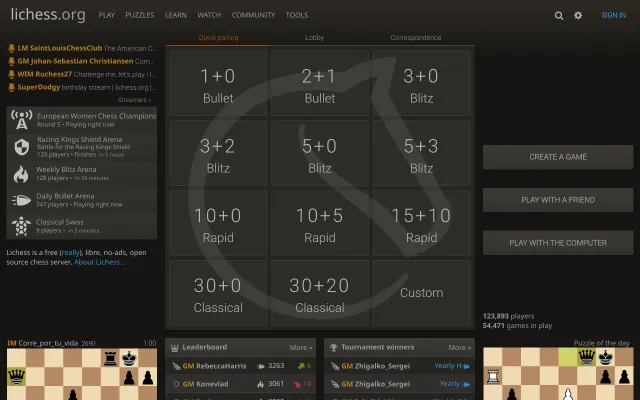 lichess.org
PLAY
PUZZLES
LEARN
WATCH
COMMUNITY
TOOLS
SIGN IN
LM SaintLouisChessClub The American C...
GM Johan-Sebastian Christiansen Com...
WIM Ruchess27 Challenge me, let's play | l...
SuperDodgy birthday stream | lichess.org |...
Streamers »
European Women Chess Champions
Round 5 • Playing right now
Racing Kings Shield Arena
Battle for the Racing Kings Shield
120 players • finishes in 5 hours
Weekly Blitz Arena
128 players • in 34 minutes
Daily Bullet Arena
747 players • Playing right now
Classical Swiss
9 players • in 3 minutes
Lichess is a free (really), libre, no-ads, open
source chess server. About Lichess...
Quick pairing
Lobby
Correspondence
1+0
Bullet
2+1
Bullet
3+0
Blitz
3+2
Blitz
5+0
Blitz
5+3
Blitz
10+0
Rapid
10+5
Rapid
15+10
Rapid
30+0
Classical
30+20
Classical
Custom
CREATE A GAME
PLAY WITH A FRIEND
PLAY WITH THE COMPUTER
123,893 players
54,471 games in play
IM Corre_por_tu_vida 2690
1:00
Leaderboard
More »
GM RebeccaHarris 3263 6
GM Konevlad 3061 14
Tournament winners
More »
GM Zhigalko_Sergei Yearly H
GM Zhigalko_Sergei Yearly
Puzzle of the day